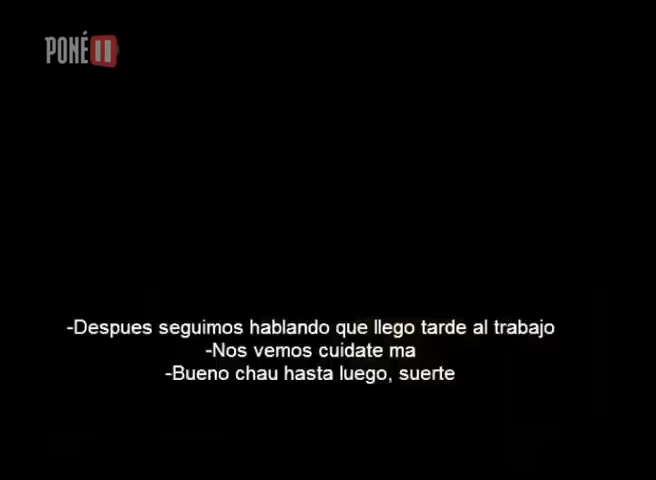 PONÉ
-Despues seguimos hablando que llego tarde al trabajo
-Nos vemos cuidate ma
-Bueno chau hasta luego, suerte